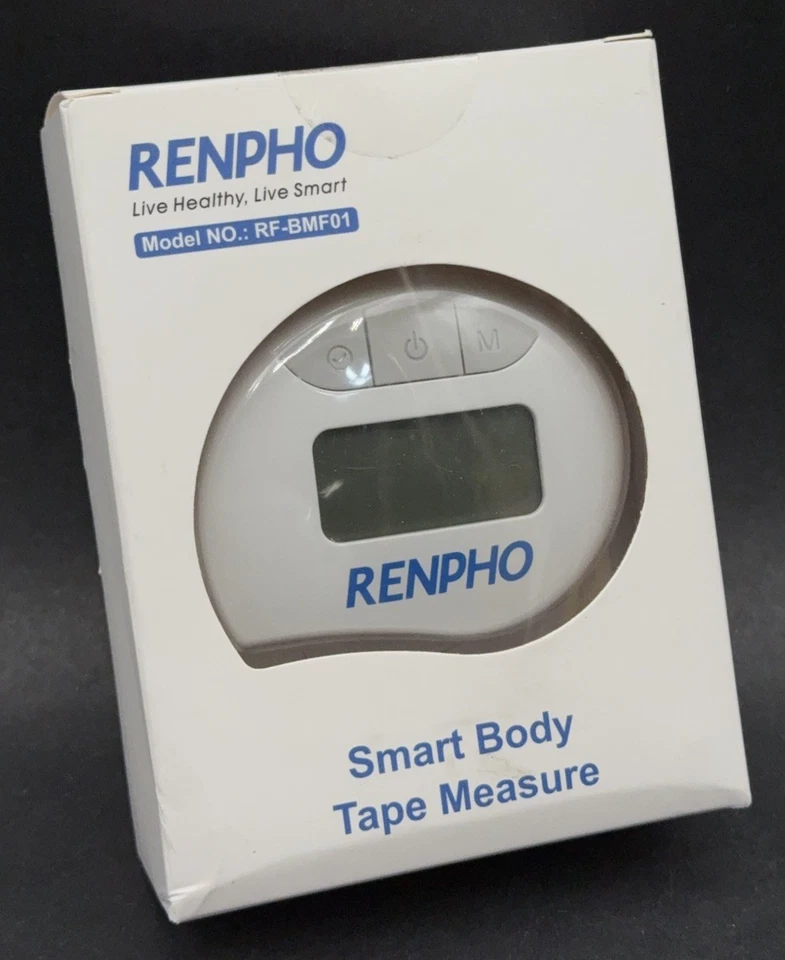 RENPHO
Live Healthy, Live Smart
Model NO.: RF-BMF01
M
RENPHO
Smart Body
Tape Measure